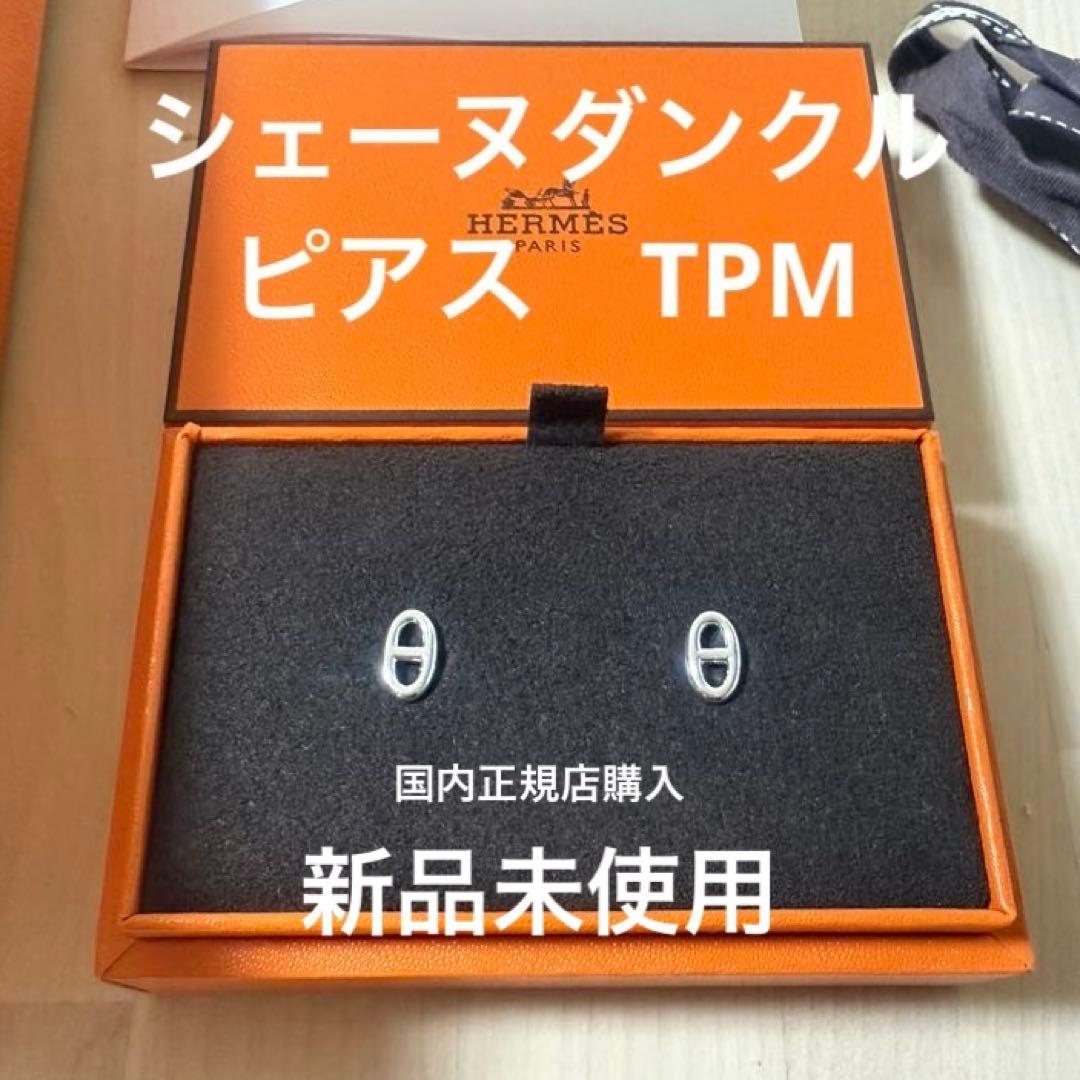 シェーヌダンクル
HERMÈS
PARIS
ピアス TPM
国内正規店購入
新品未使用